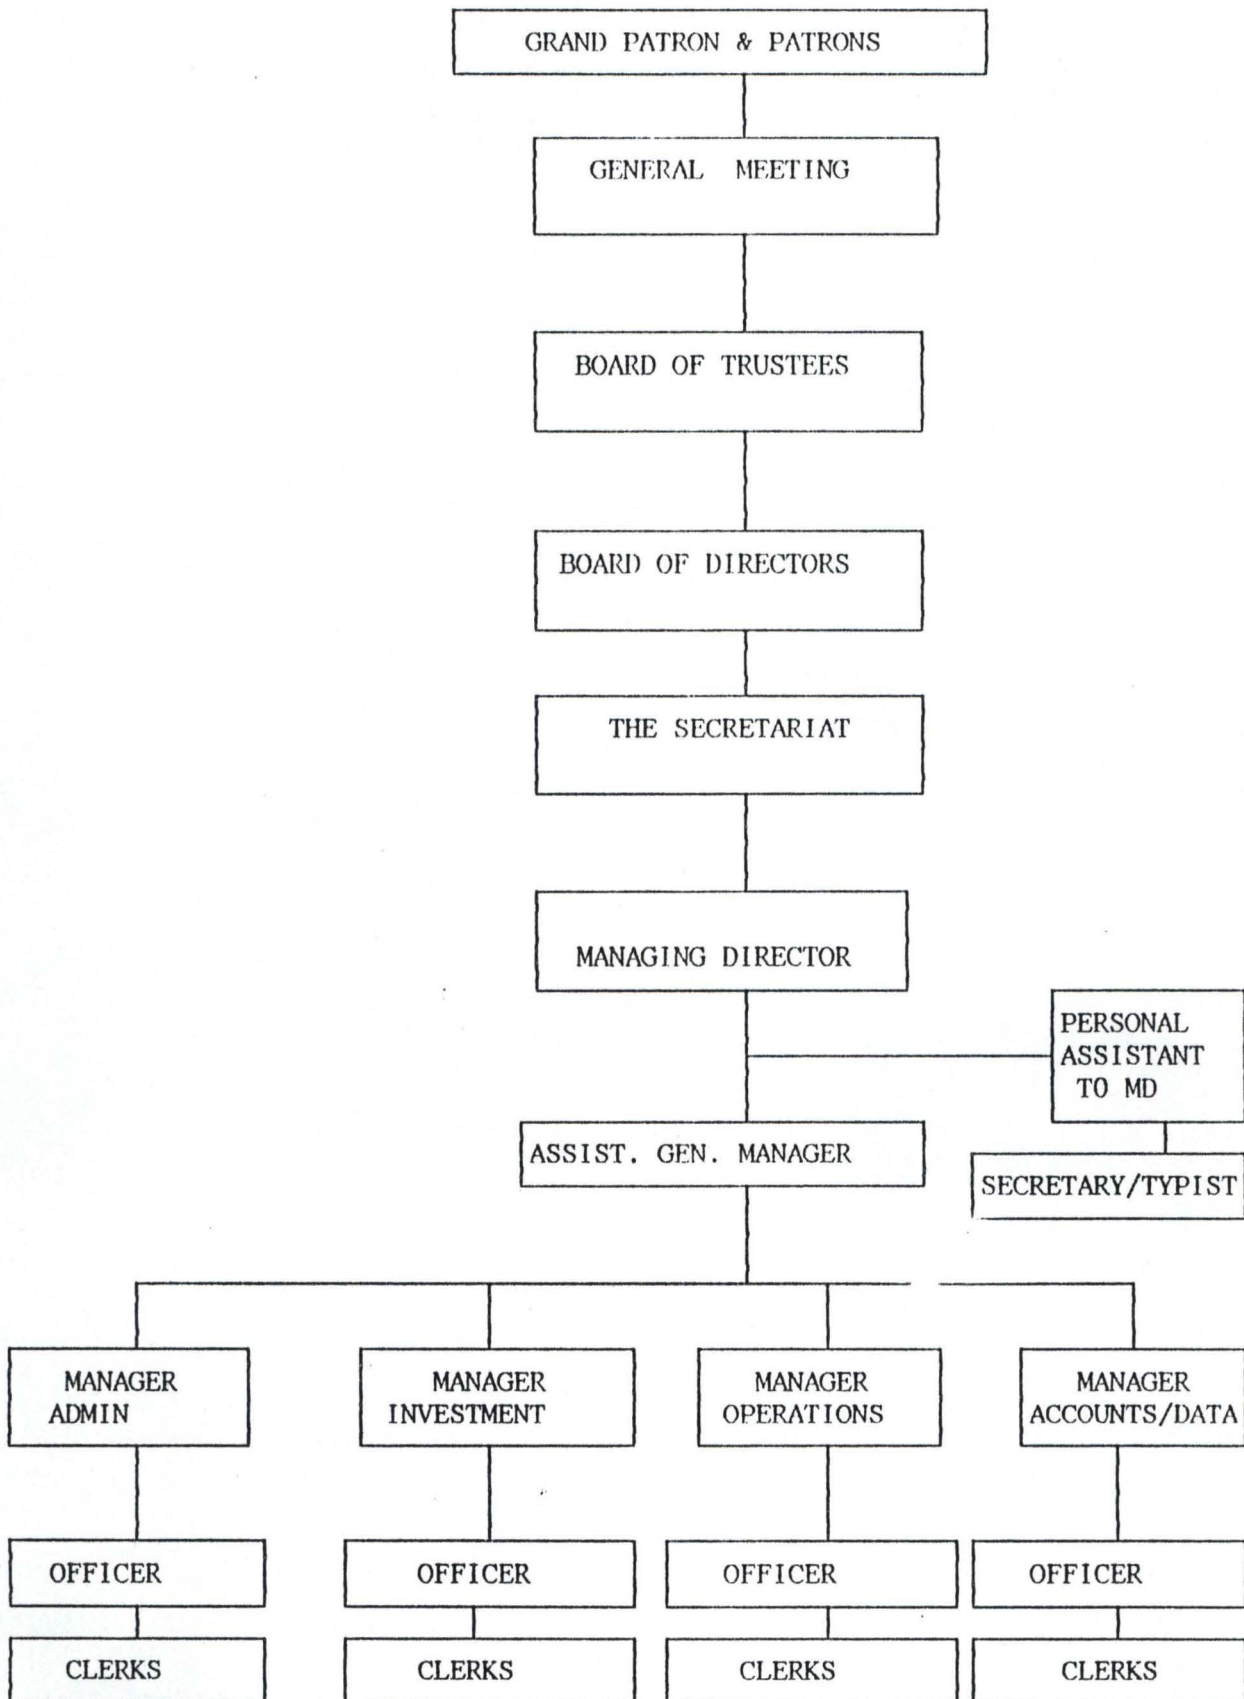 GRAND PATRON & PATRONS
GENERAL MEETING
BOARD OF TRUSTEES
BOARD OF DIRECTORS
THE SECRETARIAT
MANAGING DIRECTOR
PERSONAL
ASSISTANT
TO MD
ASSIST. GEN. MANAGER
SECRETARY/TYPIST
MANAGER
ADMIN
MANAGER
INVESTMENT
MANAGER
OPERATIONS
MANAGER
ACCOUNTS/DATA
OFFICER
OFFICER
OFFICER
OFFICER
CLERKS
CLERKS
CLERKS
CLERKS